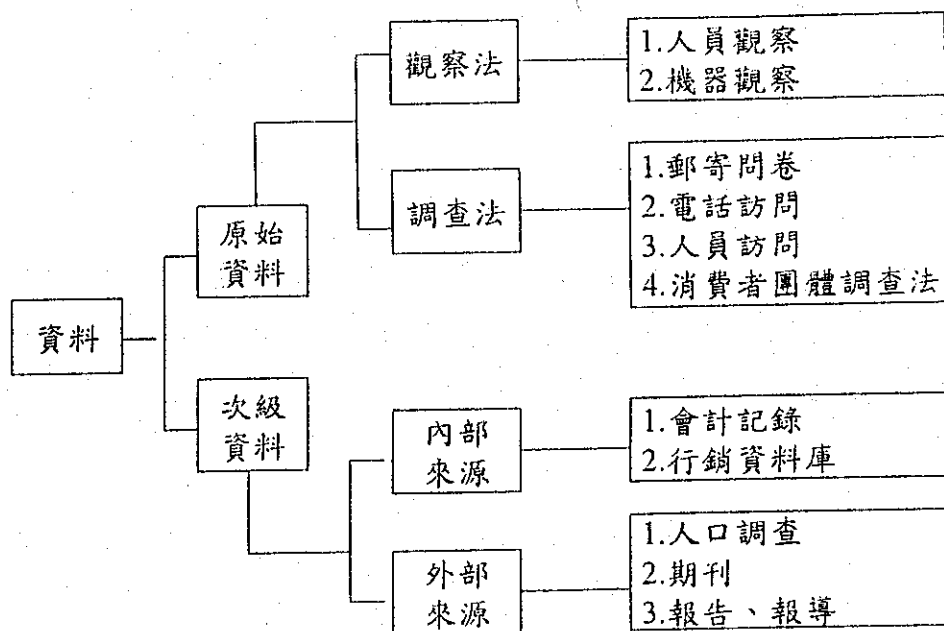 資料
原始
資料
觀察法
1.人員觀察
2.機器觀察
調查法
1.郵寄問卷
2.電話訪問
3.人員訪問
4.消費者團體調查法
次級
資料
內部
來源
1.會計記錄
2.行銷資料庫
外部
來源
1.人口調查
2.期刊
3.報告、報導